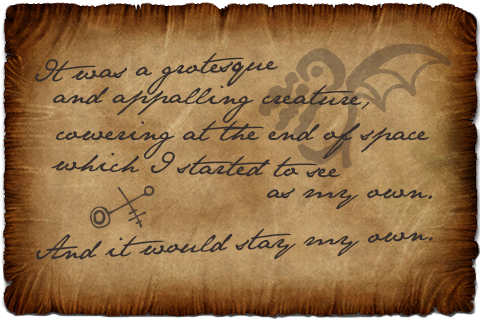 It was a grotesque
and appalling creature,
cowering at the end of space
which I started to see
as my own.
And it would stay my own.